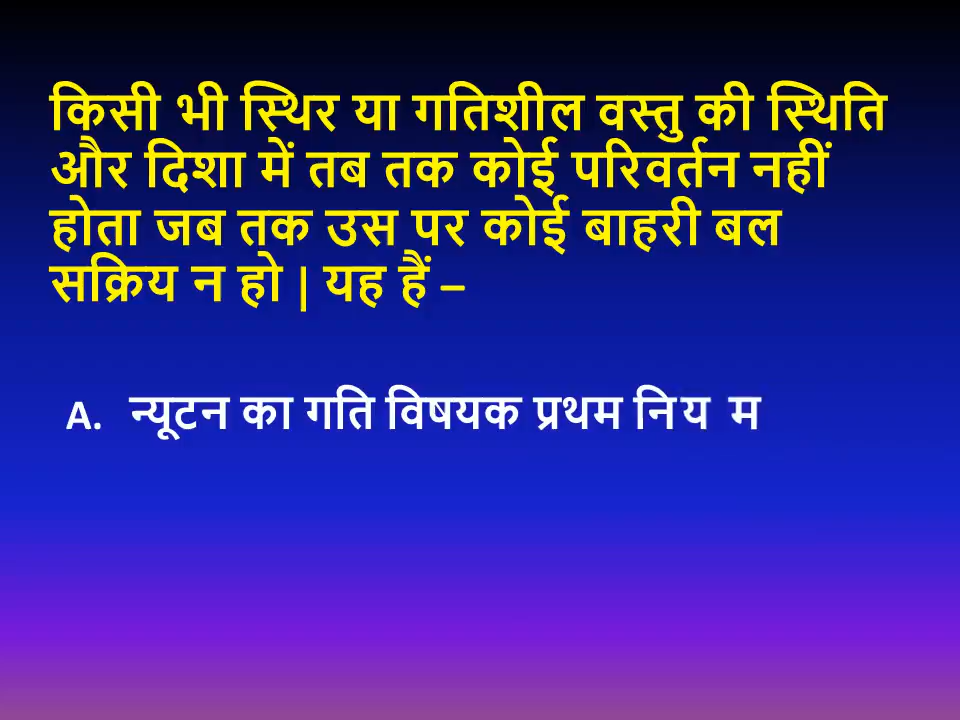 किसी भी स्थिर या गतिशील वस्तु की स्थिति
और दिशा में तब तक कोई परिवर्तन नहीं
होता जब तक उस पर कोई बाहरी बल
सक्रिय न हो | यह हैं –
A. न्यूटन का गति विषयक प्रथम निय म